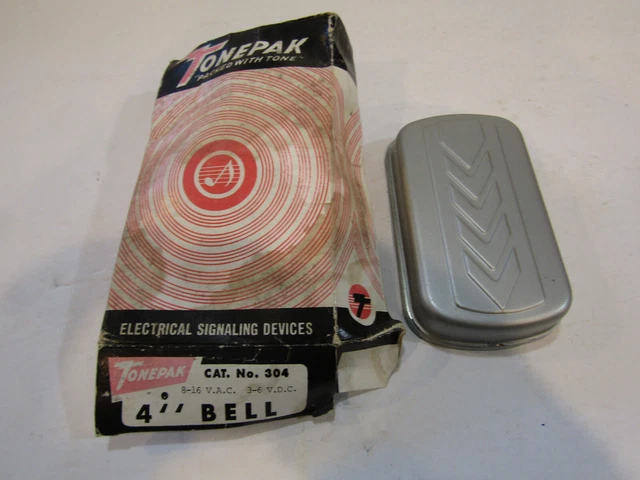 TONEPAK
"PACKED WITH TONE"
ELECTRICAL SIGNALING DEVICES
TONEPAK
CAT. No. 304
8-16 V.A.C. 3-6 V.D.C.
4" BELL